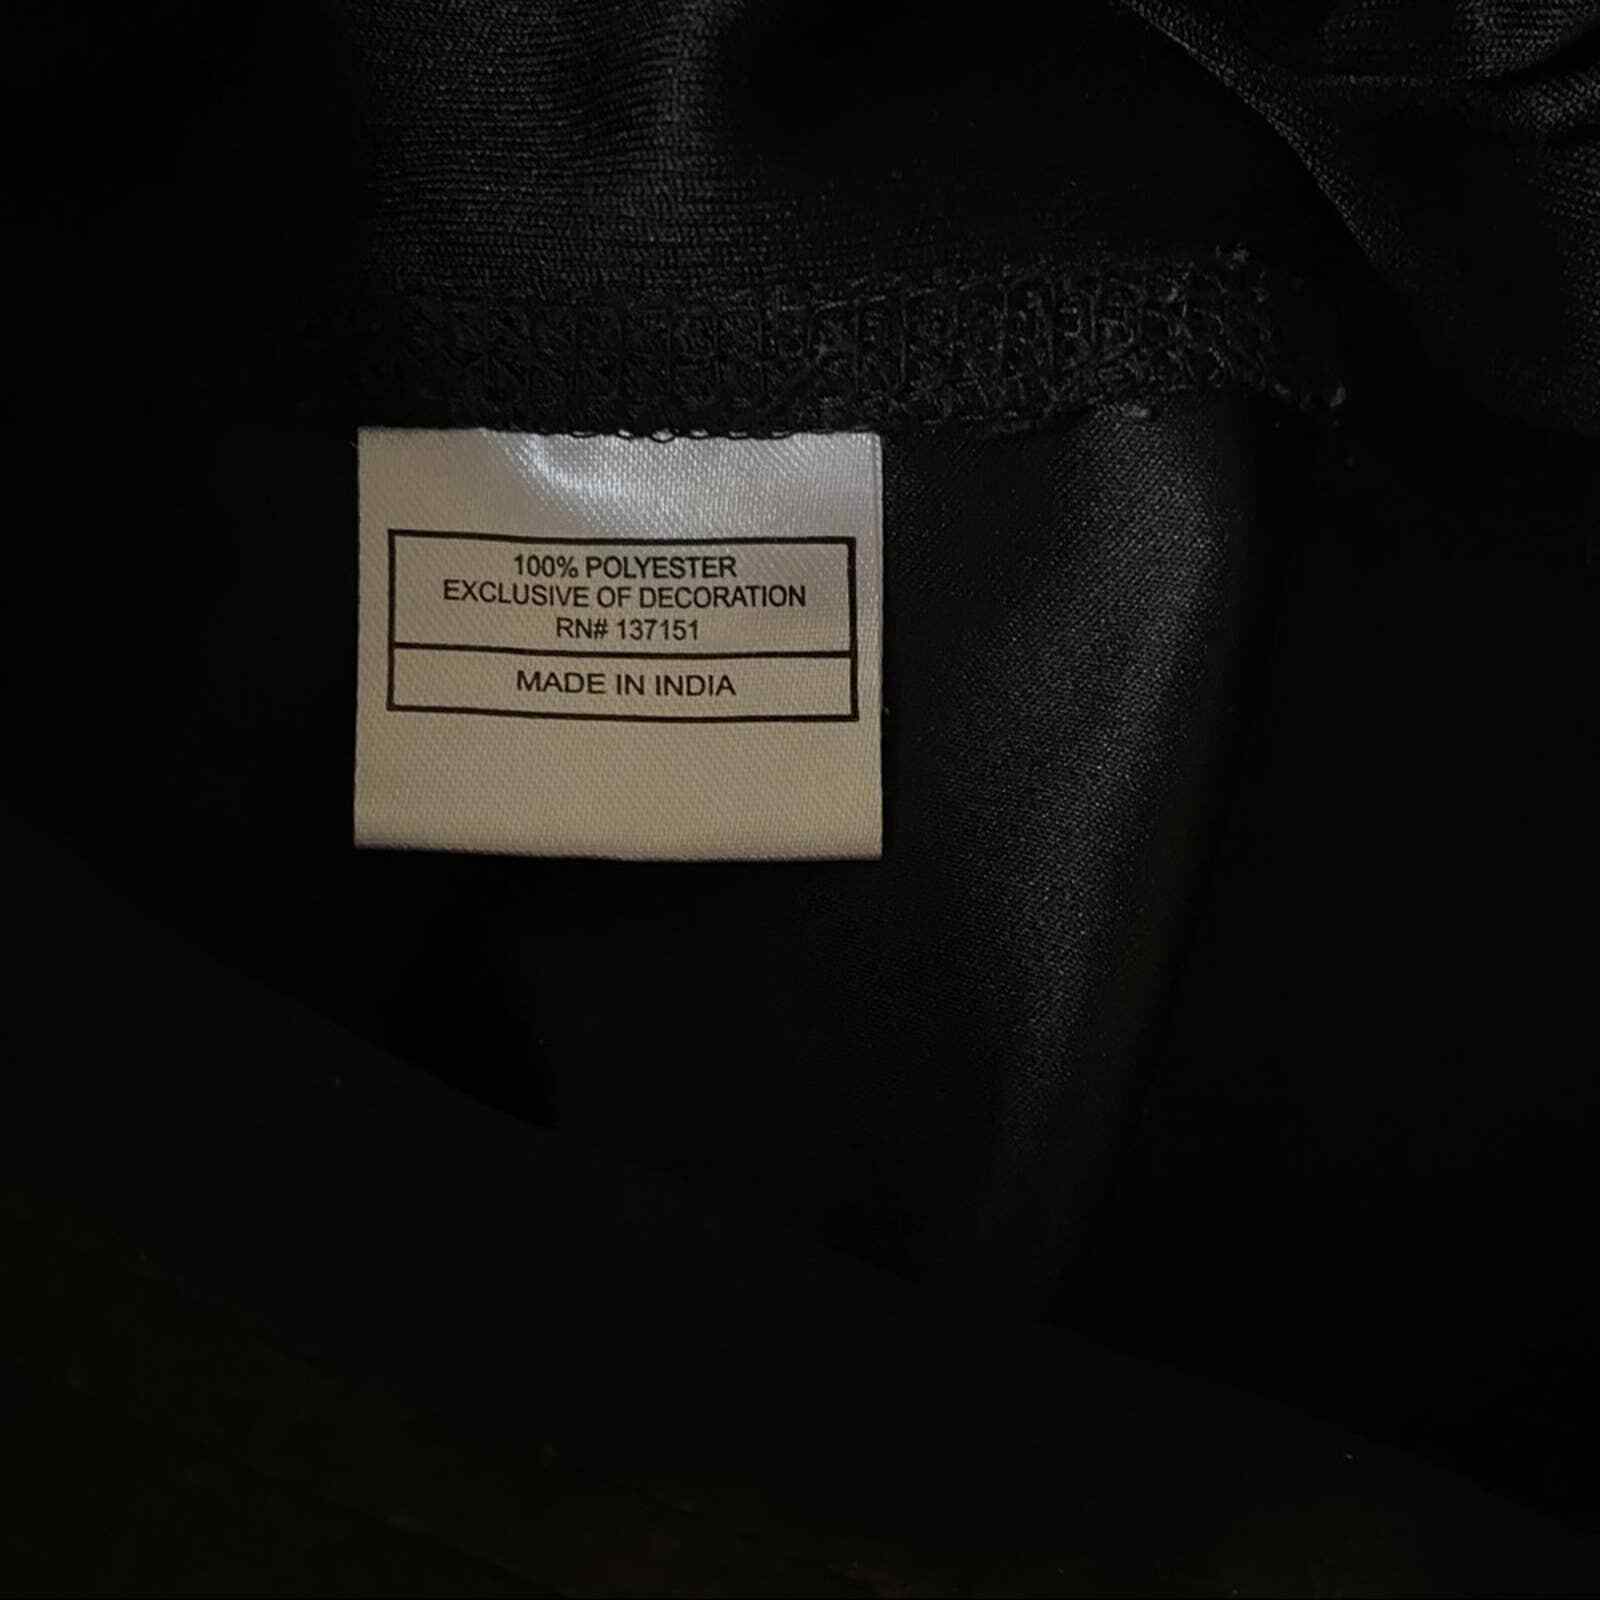 100% POLYESTER
EXCLUSIVE OF DECORATION
RN# 137151
MADE IN INDIA